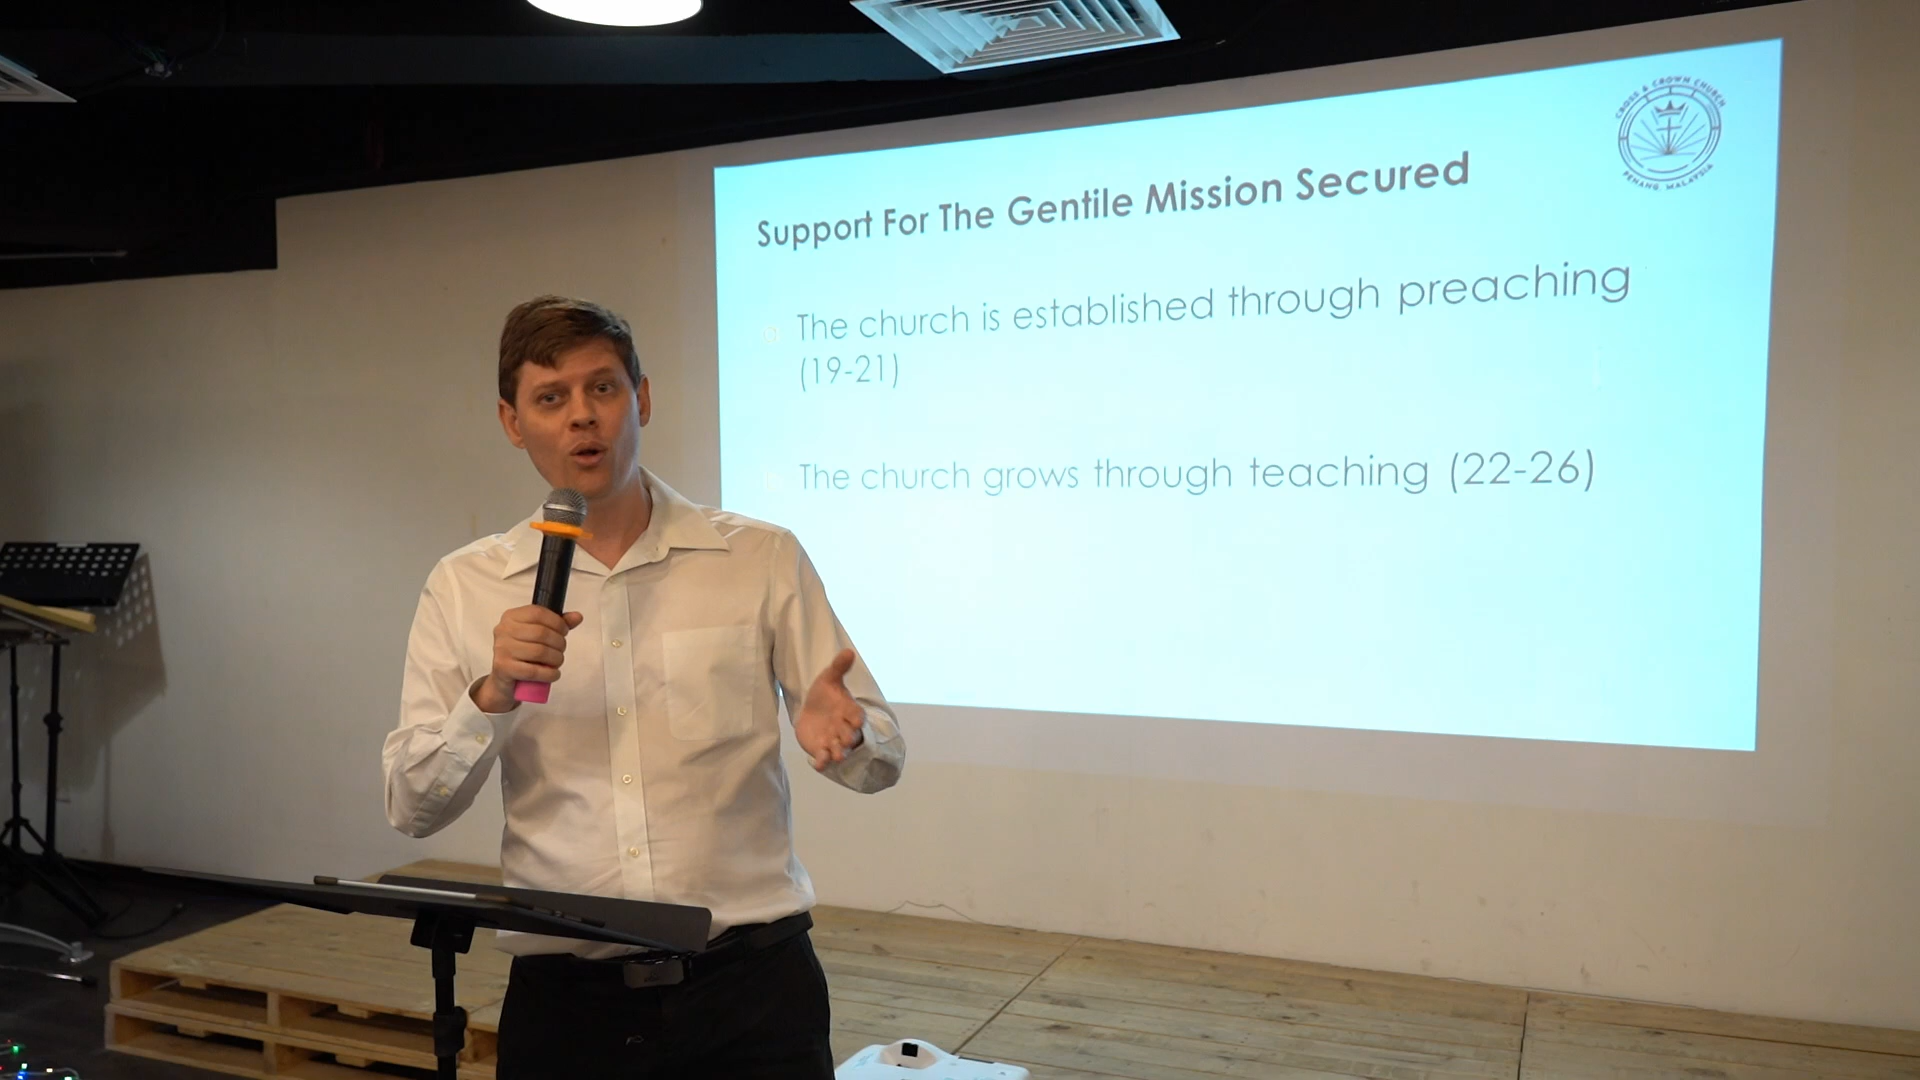 CROSS & CROWN CHURCH
PENANG, MALAYSIA
Support For The Gentile Mission Secured
The church is established through preaching
(19-21)
The church grows through teaching (22-26)